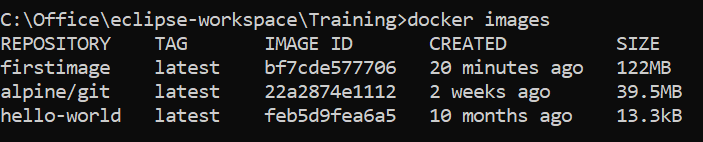 C:\Office\eclipse-workspace\Training>docker images
REPOSITORY    TAG       IMAGE ID       CREATED          SIZE
firstimage    latest    bf7cde577706   20 minutes ago   122MB
alpine/git    latest    22a2874e1112   2 weeks ago      39.5MB
hello-world   latest    feb5d9fea6a5   10 months ago    13.3kB